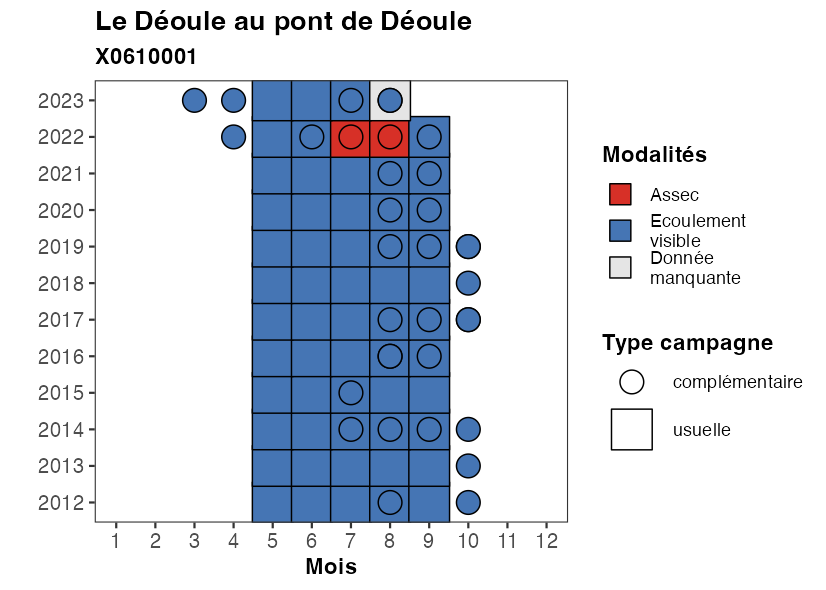 Le Déoule au pont de Déoule
X0610001
2023
2022
2021
2020
2019
2018
2017
2016
2015
2014
2013
2012
1 2 3 4 5 6 7 8 9 10 11 12
Mois
Modalités
Assec
Ecoulement
visible
Donnée
manquante
Type campagne
complémentaire
usuelle